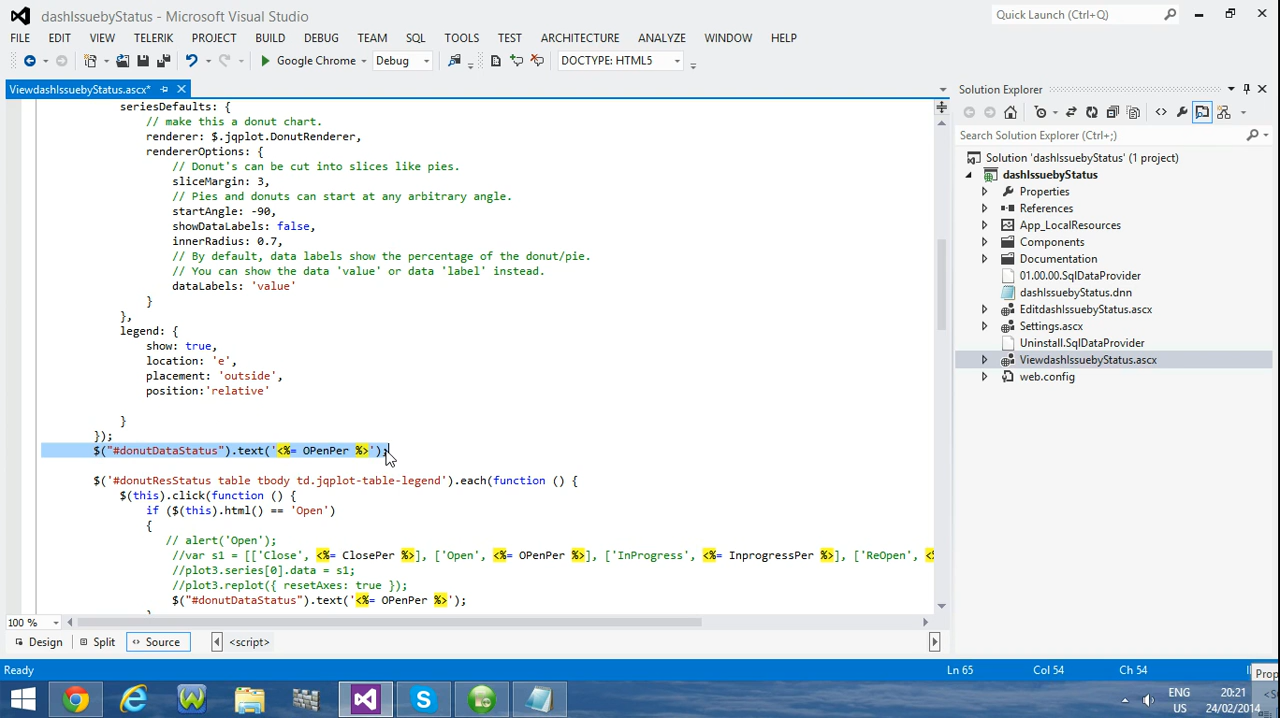 dashIssuebyStatus - Microsoft Visual Studio
Quick Launch (Ctrl+Q)
FILE EDIT VIEW TELERIK PROJECT BUILD DEBUG TEAM SQL TOOLS TEST ARCHITECTURE ANALYZE WINDOW HELP
Google Chrome Debug DOCTYPE: HTML5
ViewdashIssuebyStatus.ascx*
seriesDefaults: {
// make this a donut chart.
renderer: $.jqplot.DonutRenderer,
rendererOptions: {
// Donut's can be cut into slices like pies.
sliceMargin: 3,
// Pies and donuts can start at any arbitrary angle.
startAngle: -90,
showDataLabels: false,
innerRadius: 0.7,
// By default, data labels show the percentage of the donut/pie.
// You can show the data 'value' or data 'label' instead.
dataLabels: 'value'
}
},
legend: {
show: true,
location: 'e',
placement: 'outside',
position:'relative'
}
});
$("#donutDataStatus").text('<%= OPenPer %>');
$('#donutResStatus table tbody td.jqplot-table-legend').each(function () {
$(this).click(function () {
if ($(this).html() == 'Open')
{
// alert('Open');
//var s1 = [['Close', <%= ClosePer %>], ['Open', <%= OPenPer %>], ['InProgress', <%= InprogressPer %>], ['ReOpen', <
//plot3.series[0].data = s1;
//plot3.replot({ resetAxes: true });
$("#donutDataStatus").text('<%= OPenPer %>');
100 %
Design Split Source <script>
Solution Explorer
Search Solution Explorer (Ctrl+;)
Solution 'dashIssuebyStatus' (1 project)
dashIssuebyStatus
Properties
References
App_LocalResources
Components
Documentation
01.00.00.SqlDataProvider
dashIssuebyStatus.dnn
EditdashIssuebyStatus.ascx
Settings.ascx
Uninstall.SqlDataProvider
ViewdashIssuebyStatus.ascx
web.config
Ready Ln 65 Col 54 Ch 54
Prop
ENG
US
20:21
24/02/2014